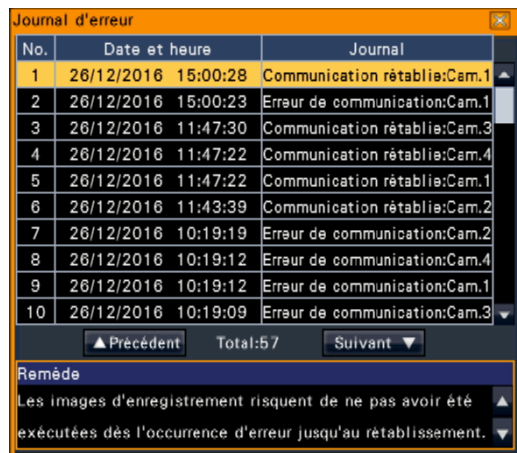 Journal d'erreur
No. Date et heure Journal
1 26/12/2016 15:00:28 Communication rétablie:Cam.1
2 26/12/2016 15:00:23 Erreur de communication:Cam.1
3 26/12/2016 11:47:30 Communication rétablie:Cam.3
4 26/12/2016 11:47:22 Communication rétablie:Cam.4
5 26/12/2016 11:47:22 Communication rétablie:Cam.1
6 26/12/2016 11:43:39 Communication rétablie:Cam.2
7 26/12/2016 10:19:19 Erreur de communication:Cam.2
8 26/12/2016 10:19:12 Erreur de communication:Cam.4
9 26/12/2016 10:19:12 Erreur de communication:Cam.1
10 26/12/2016 10:19:09 Erreur de communication:Cam.3
▲Précédent Total:57 Suivant ▼
Remède
Les images d'enregistrement risquent de ne pas avoir été
exécutées dès l'occurrence d'erreur jusqu'au rétablissement.